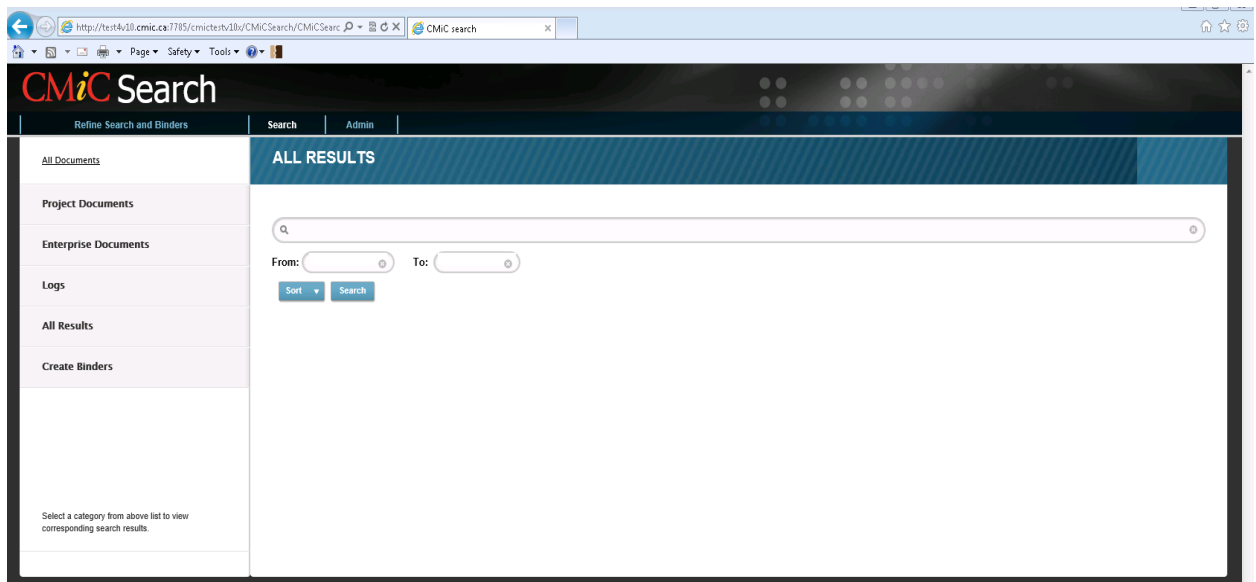 http://test4v10.cmic.ca:7785/cmictestv10x/CMiCSearch/CMiCSearc
CMiC search
Page Safety Tools
CMiC Search
Refine Search and Binders
Search
Admin
All Documents
ALL RESULTS
Project Documents
Enterprise Documents
From:
To:
Logs
Sort
Search
All Results
Create Binders
Select a category from above list to view
corresponding search results.